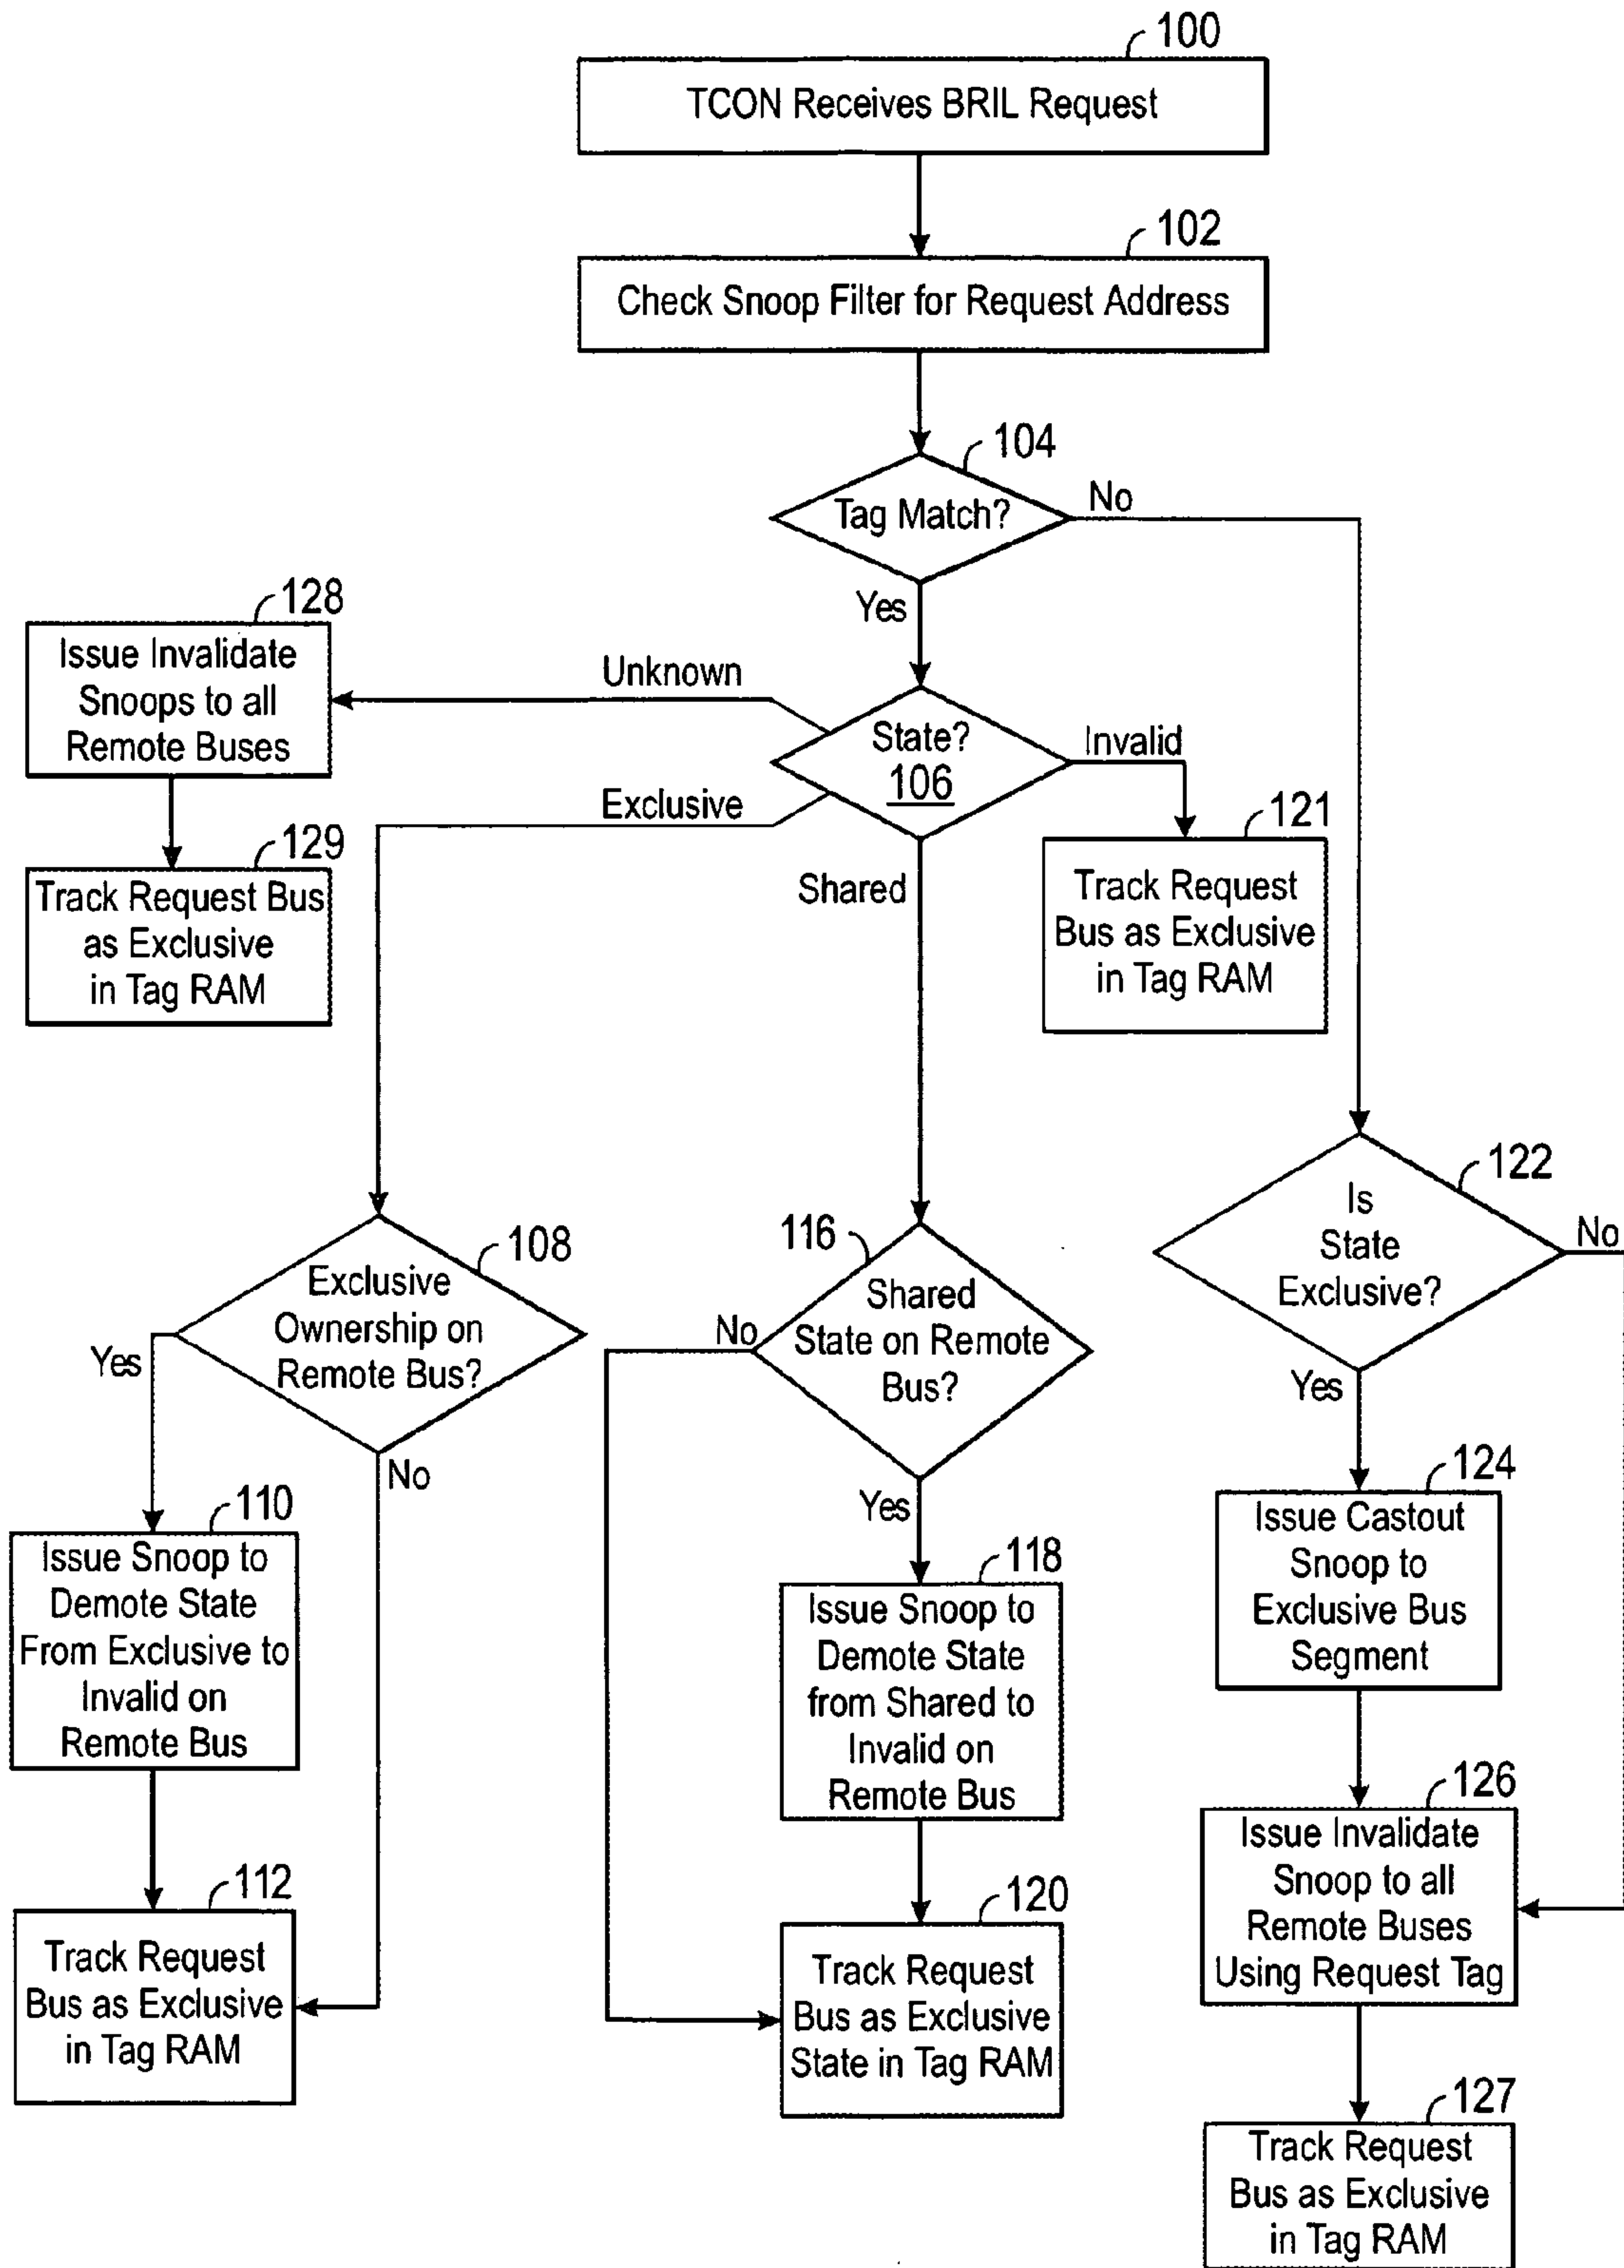 100
TCON Receives BRIL Request
102
Check Snoop Filter for Request Address
104
Tag Match?
No
Yes
128
Issue Invalidate
Snoops to all
Remote Buses
Unknown
State?
106
Invalid
Exclusive
129
Track Request Bus
as Exclusive
in Tag RAM
Shared
121
Track Request
Bus as Exclusive
in Tag RAM
108
Exclusive
Ownership on
Remote Bus?
Yes
No
116
Shared
State on Remote
Bus?
No
Yes
122
Is
State
Exclusive?
No
Yes
110
Issue Snoop to
Demote State
From Exclusive to
Invalid on
Remote Bus
118
Issue Snoop to
Demote State
from Shared to
Invalid on
Remote Bus
124
Issue Castout
Snoop to
Exclusive Bus
Segment
112
Track Request
Bus as Exclusive
in Tag RAM
120
Track Request
Bus as Exclusive
State in Tag RAM
126
Issue Invalidate
Snoop to all
Remote Buses
Using Request Tag
127
Track Request
Bus as Exclusive
in Tag RAM